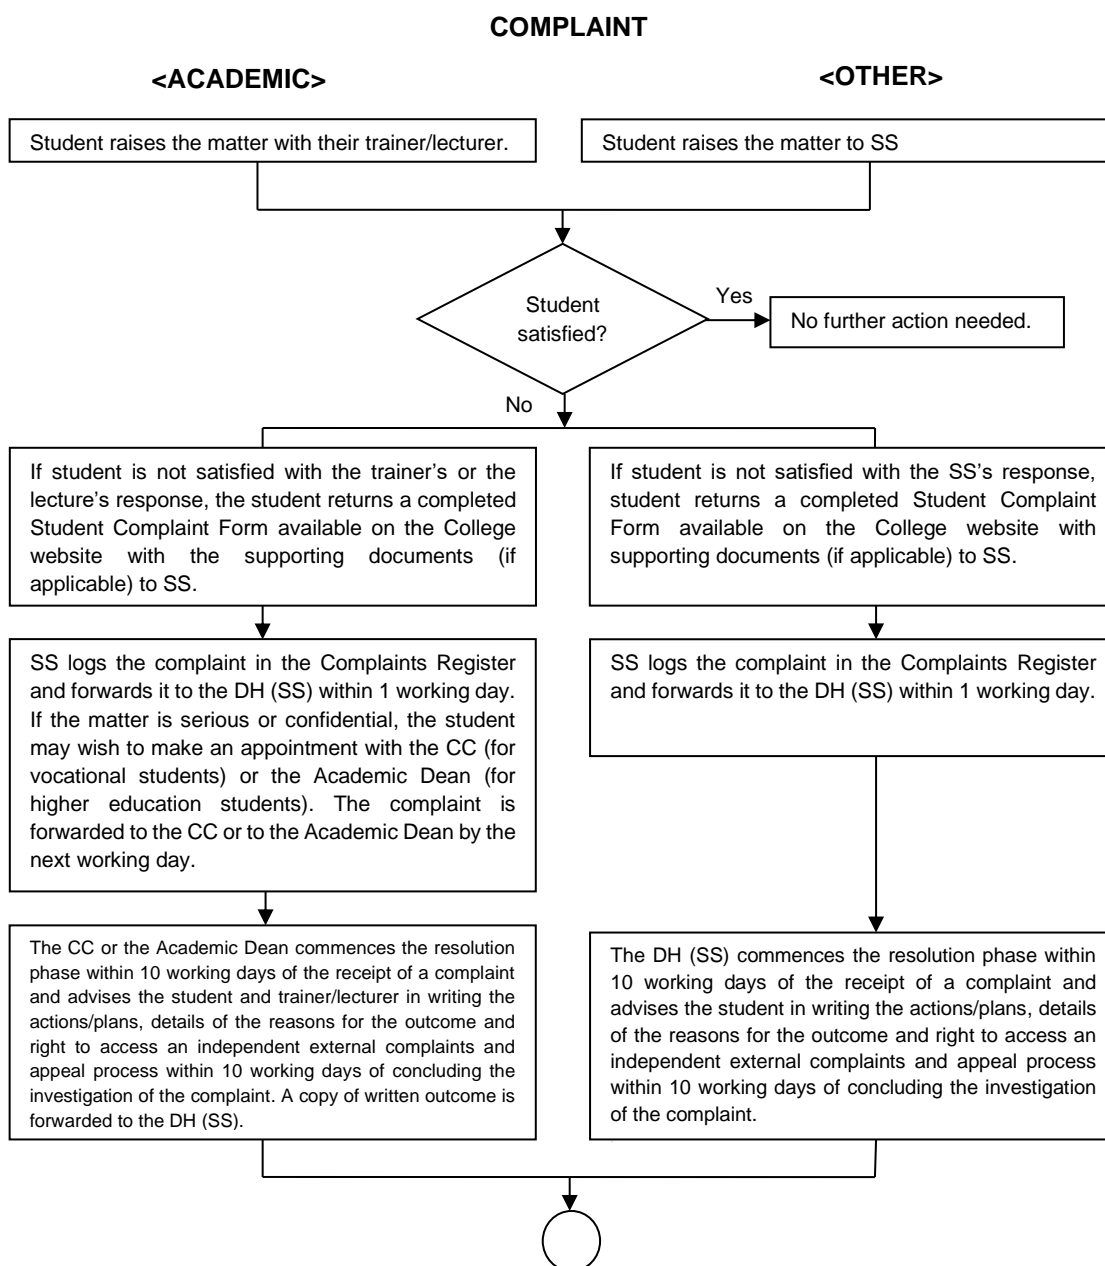 COMPLAINT
<ACADEMIC>
<OTHER>
Student raises the matter with their trainer/lecturer.
Student raises the matter to SS
Student
satisfied?
Yes
No further action needed.
No
If student is not satisfied with the trainer's or the
lecture's response, the student returns a completed
Student Complaint Form available on the College
website with the supporting documents (if
applicable) to SS.
If student is not satisfied with the SS's response,
student returns a completed Student Complaint
Form available on the College website with
supporting documents (if applicable) to SS.
SS logs the complaint in the Complaints Register
and forwards it to the DH (SS) within 1 working day.
If the matter is serious or confidential, the student
may wish to make an appointment with the CC (for
vocational students) or the Academic Dean (for
higher education students). The complaint is
forwarded to the CC or to the Academic Dean by the
next working day.
SS logs the complaint in the Complaints Register
and forwards it to the DH (SS) within 1 working day.
The CC or the Academic Dean commences the resolution
phase within 10 working days of the receipt of a complaint
and advises the student and trainer/lecturer in writing the
actions/plans, details of the reasons for the outcome and
right to access an independent external complaints and
appeal process within 10 working days of concluding the
investigation of the complaint. A copy of written outcome is
forwarded to the DH (SS).
The DH (SS) commences the resolution phase within
10 working days of the receipt of a complaint and
advises the student in writing the actions/plans, details
of the reasons for the outcome and right to access an
independent external complaints and appeal process
within 10 working days of concluding the investigation
of the complaint.